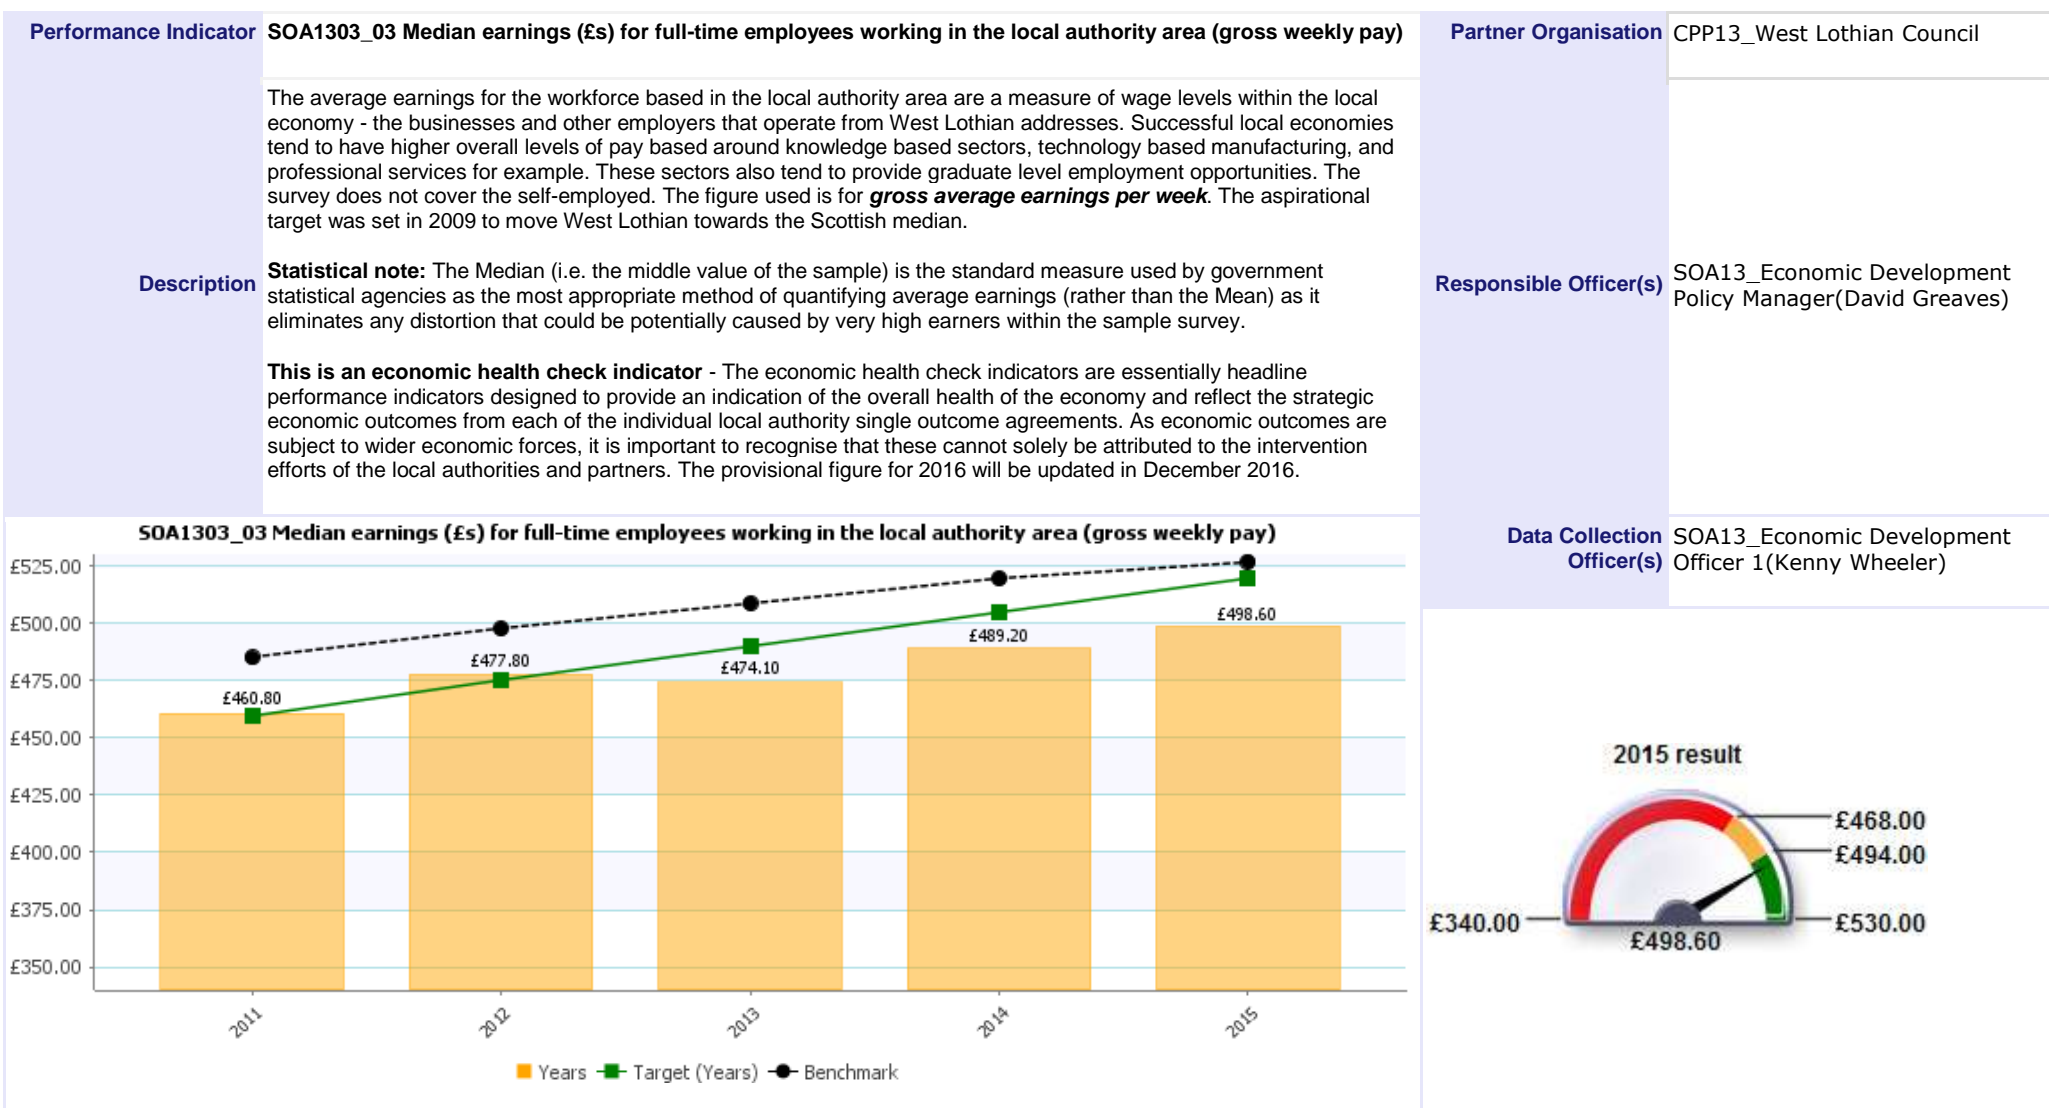 Performance Indicator
SOA1303_03 Median earnings (£s) for full-time employees working in the local authority area (gross weekly pay)
Partner Organisation
CPP13_West Lothian Council
Description
The average earnings for the workforce based in the local authority area are a measure of wage levels within the local
economy - the businesses and other employers that operate from West Lothian addresses. Successful local economies
tend to have higher overall levels of pay based around knowledge based sectors, technology based manufacturing, and
professional services for example. These sectors also tend to provide graduate level employment opportunities. The
survey does not cover the self-employed. The figure used is for gross average earnings per week. The aspirational
target was set in 2009 to move West Lothian towards the Scottish median.
Statistical note: The Median (i.e. the middle value of the sample) is the standard measure used by government
statistical agencies as the most appropriate method of quantifying average earnings (rather than the Mean) as it
eliminates any distortion that could be potentially caused by very high earners within the sample survey.
This is an economic health check indicator - The economic health check indicators are essentially headline
performance indicators designed to provide an indication of the overall health of the economy and reflect the strategic
economic outcomes from each of the individual local authority single outcome agreements. As economic outcomes are
subject to wider economic forces, it is important to recognise that these cannot solely be attributed to the intervention
efforts of the local authorities and partners. The provisional figure for 2016 will be updated in December 2016.
Responsible Officer(s)
SOA13_Economic Development
Policy Manager(David Greaves)
SOA1303_03 Median earnings (£s) for full-time employees working in the local authority area (gross weekly pay)
£525.00
£500.00
£475.00
£450.00
£425.00
£400.00
£375.00
£350.00
£460.80
£477.80
£474.10
£489.20
£498.60
2011
2012
2013
2014
2015
Years
Target (Years)
Benchmark
Data Collection
Officer(s)
SOA13_Economic Development
Officer 1(Kenny Wheeler)
2015 result
£468.00
£494.00
£340.00
£530.00
£498.60